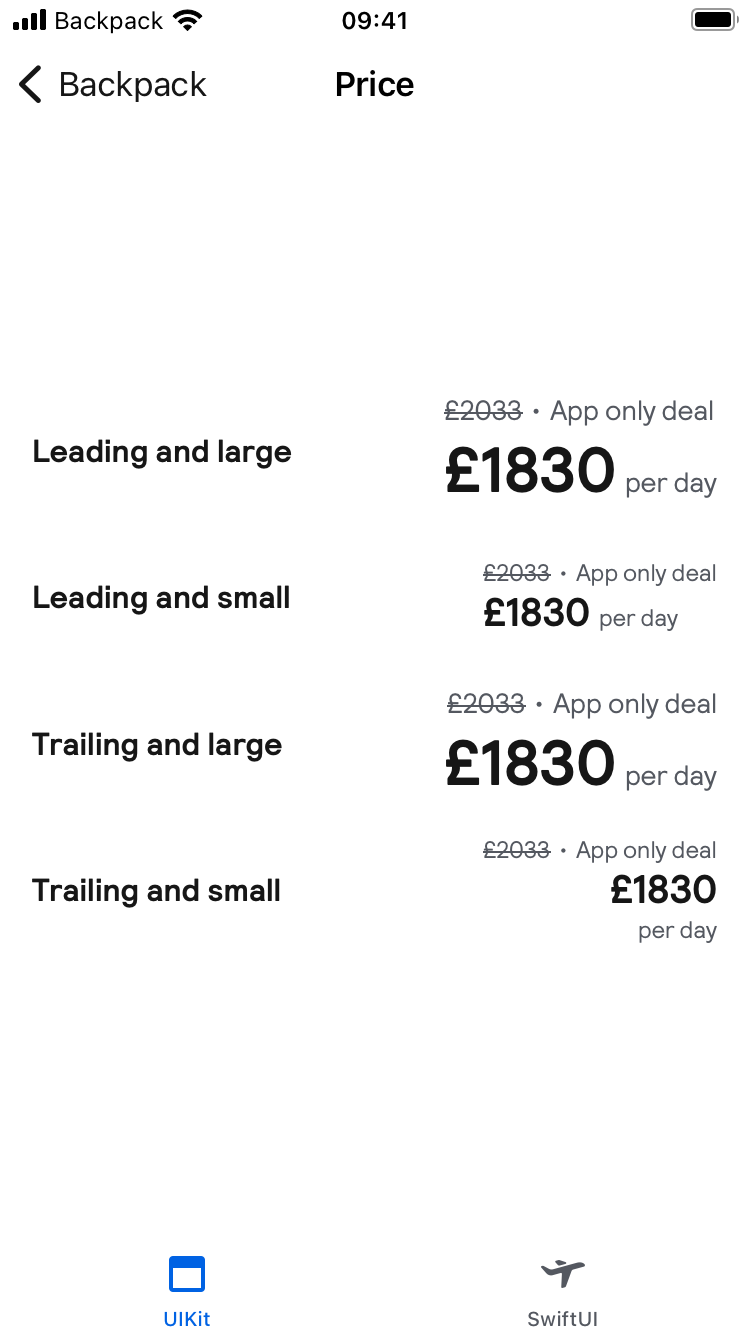 Backpack 09:41
Backpack Price
£2033 • App only deal
Leading and large
£1830 per day
£2033 • App only deal
Leading and small
£1830 per day
£2033 • App only deal
Trailing and large
£1830 per day
£2033 • App only deal
Trailing and small
£1830
per day
UIKit SwiftUI